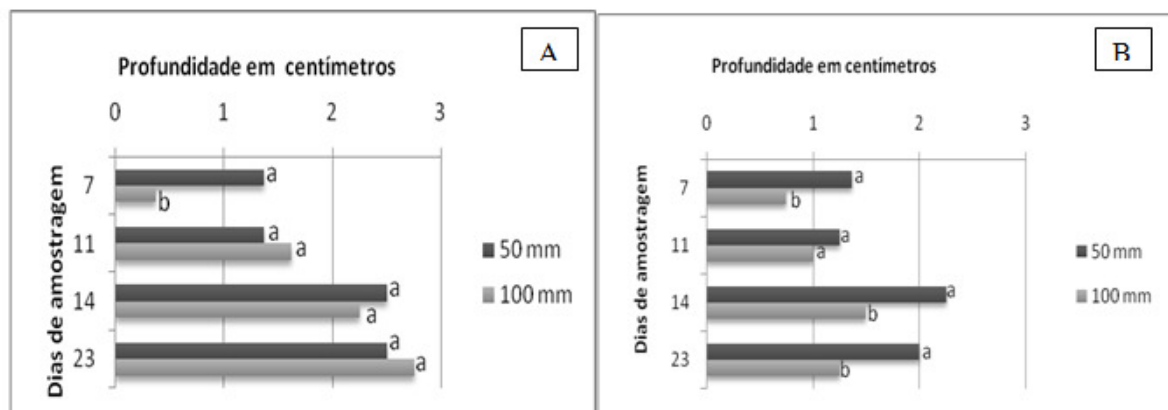 A
Profundidade em centímetros
0 1 2 3
Dias de amostragem
7
a
b
11
a
a
14
a
a
23
a
a
50 mm
100 mm
B
Profundidade em centímetros
0 1 2 3
Dias de amostragem
7
a
b
11
a
a
14
a
b
23
a
b
50 mm
100 mm